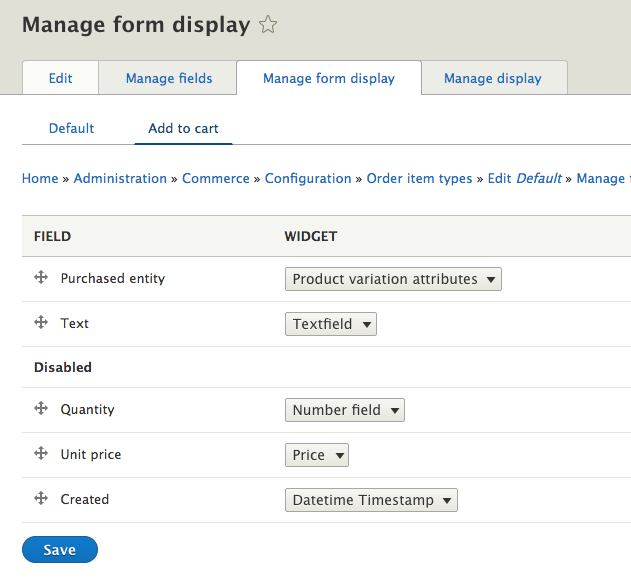 Manage form display
Edit Manage fields Manage form display Manage display
Default Add to cart
Home » Administration » Commerce » Configuration » Order item types » Edit Default » Manage
FIELD WIDGET
Purchased entity Product variation attributes
Text Textfield
Disabled
Quantity Number field
Unit price Price
Created Datetime Timestamp
Save